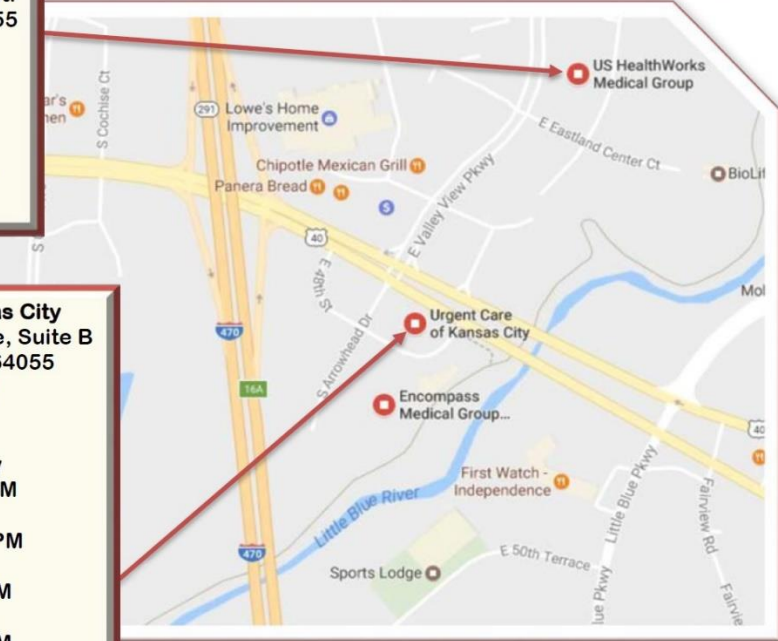 55
as City
e, Suite B
64055
M
PM
M
S Cochise Ct
291
Lowe's Home
Improvement
US HealthWorks
Medical Group
E Eastland Center Ct
Chipotle Mexican Grill
Panera Bread
BioLif
S
E Valley View Pkwy
40
E 48th St
S Arrowhead Dr
Urgent Care
of Kansas City
Mol
470
16A
Encompass
Medical Group...
40
First Watch -
Independence
Little Blue River
Little Blue Pkwy
Fairview Rd
470
Sports Lodge
E 50th Terrace
lue Pkwy
Fairvie